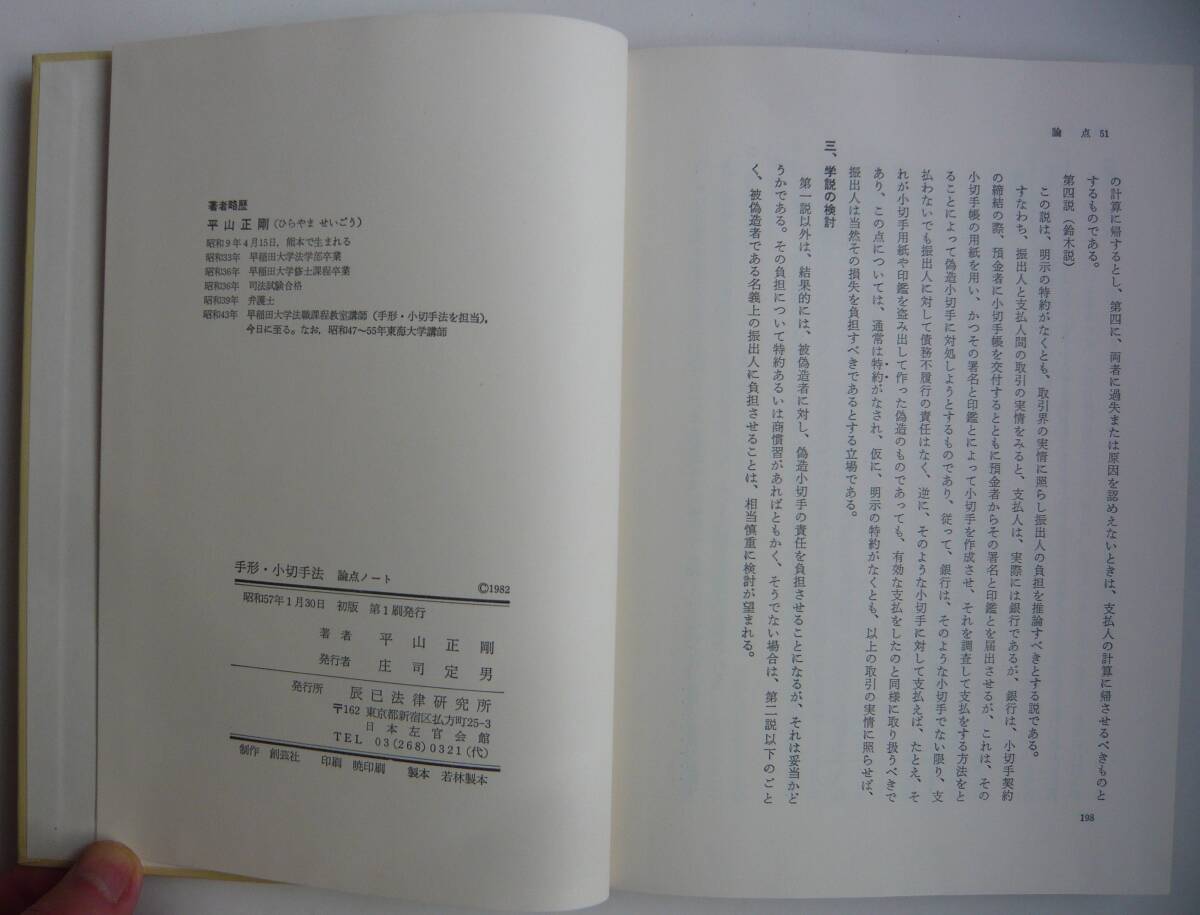 論点 51
の計算に帰するとし、第四に、両者に過失または原因を認めえないときは、支払人の計算に帰させるべきものと
するものである。
第四説（鈴木説）
この説は、明示の特約がなくとも、取引界の実情に照らし振出人の負担を推論すべきとする説である。
すなわち、振出人と支払人間の取引の実情をみると、支払人は、実際には銀行であるが、銀行は、小切手契約
の締結の際、預金者に小切手帳を交付するとともに預金者からその署名と印鑑とを届出させるが、これは、その
小切手帳の用紙を用い、かつその署名と印鑑とによって小切手を作成させ、それを調査して支払をする方法をと
ることによって偽造小切手に対処しようとするものであり、従って、銀行は、そのような小切手でない限り、支
払わないでも振出人に対して債務不履行の責任はなく、逆に、そのような小切手に対して支払えば、たとえ、そ
れが小切手用紙や印鑑を盗み出して作った偽造のものであっても、有効な支払をしたのと同様に取り扱うべきで
あり、この点については、通常は特約がなされ、仮に、明示の特約がなくとも、以上の取引の実情に照らせば、
振出人は当然その損失を負担すべきであるとする立場である。
三、学説の検討
第一説以外は、結果的には、被偽造者に対し、偽造小切手の責任を負担させることになるが、それは妥当かど
うかである。その負担について特約あるいは商慣習があればともかく、そうでない場合は、第二説以下のごと
く、被偽造者である名義上の振出人に負担させることは、相当慎重に検討が望まれる。
198
著者略歴
平山正剛（ひらやま せいごう）
昭和9年4月15日，熊本で生まれる
昭和33年 早稲田大学法学部卒業
昭和36年 早稲田大学修士課程卒業
昭和36年 司法試験合格
昭和39年 弁護士
昭和43年 早稲田大学法職課程教室講師（手形・小切手法を担当），
今日に至る。なお，昭和47〜55年東海大学講師
手形・小切手法 論点ノート ©1982
昭和57年1月30日 初版 第1刷発行
著者 平山正剛
発行者 庄司定男
発行所 辰已法律研究所
〒162 東京都新宿区払方町25-3
日本左官会館
TEL 03(268)0321(代)
制作 創芸社 印刷 暁印刷 製本 若林製本